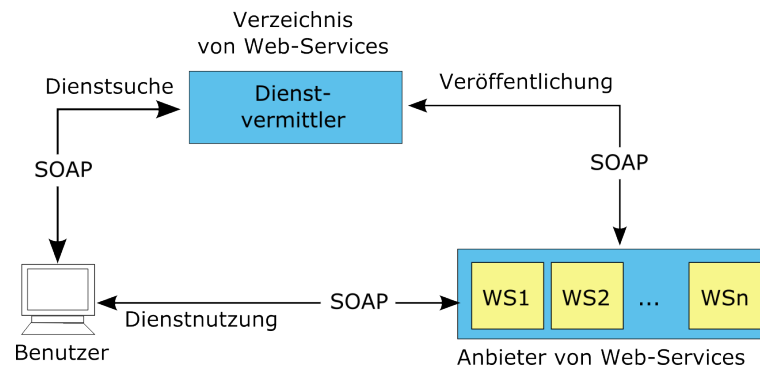 Verzeichnis
von Web-Services
Dienstsuche
Dienst-
vermittler
Veröffentlichung
SOAP
SOAP
WS1
WS2
...
WSn
SOAP
Dienstnutzung
Benutzer
Anbieter von Web-Services